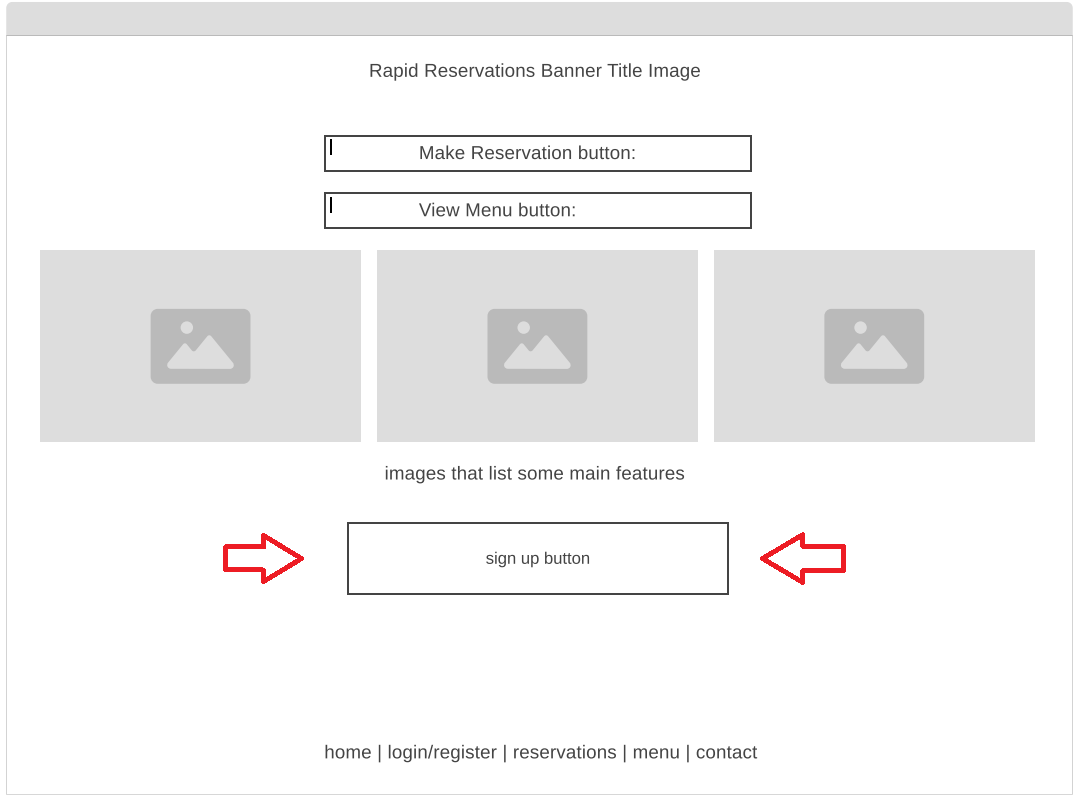 Rapid Reservations Banner Title Image
Make Reservation button:
View Menu button:
images that list some main features
sign up button
home | login/register | reservations | menu | contact